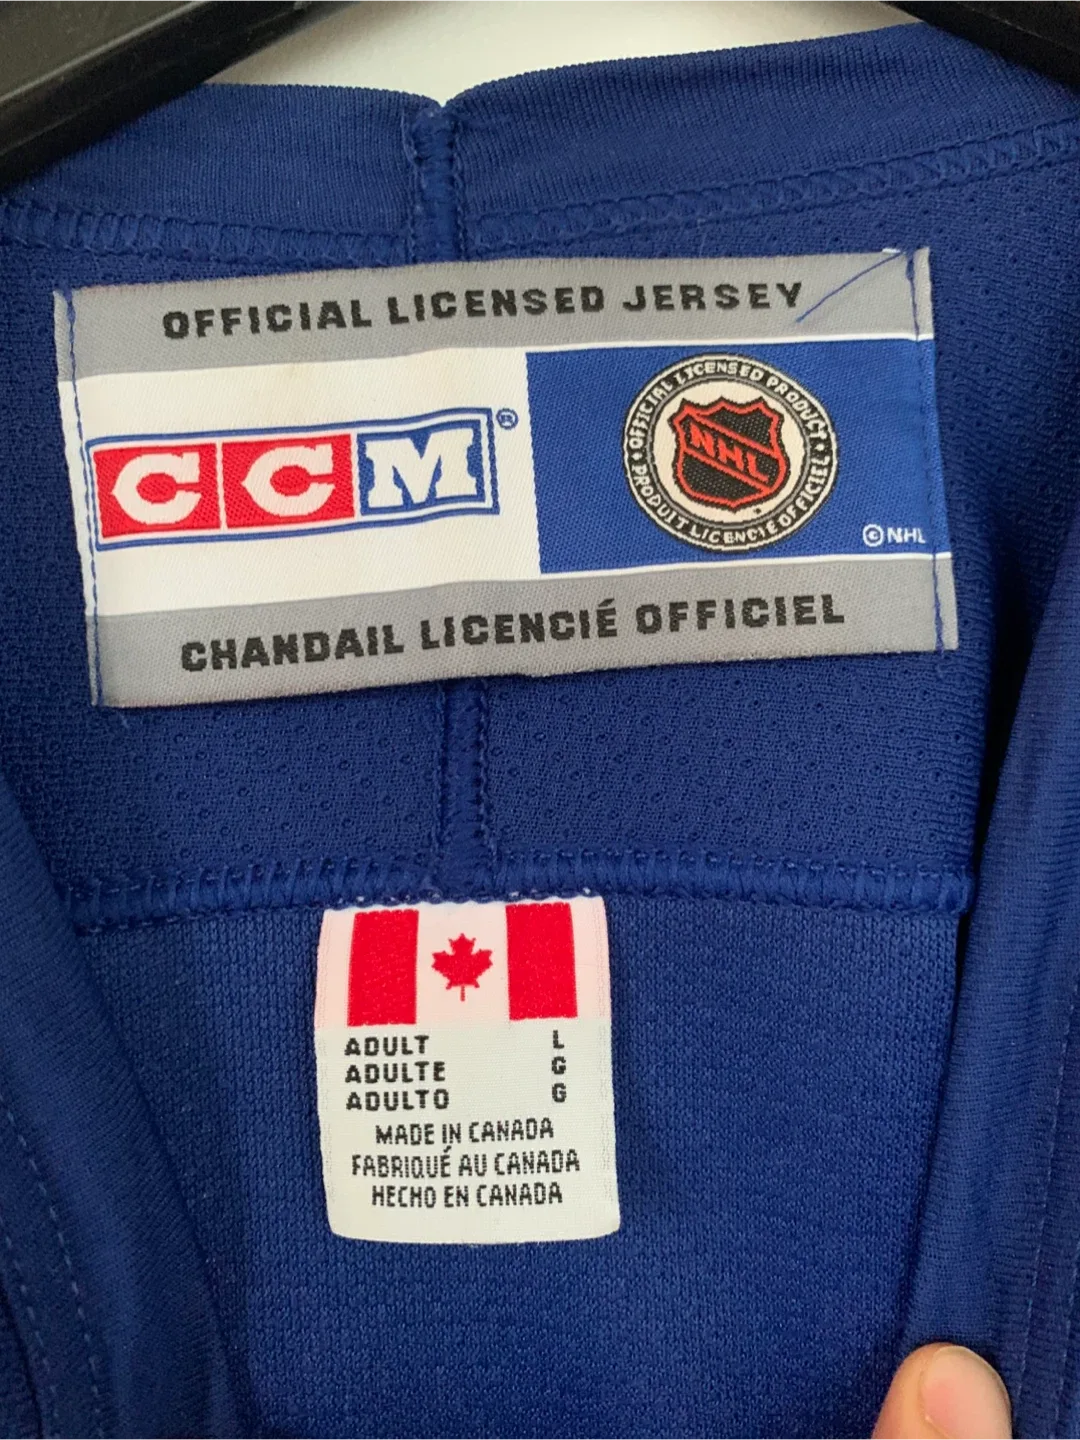 OFFICIAL LICENSED JERSEY
CCM®
OFFICIAL LICENSED PRODUCT
NHL
PRODUIT LICENCIÉ OFFICIEL
©NHL
CHANDAIL LICENCIÉ OFFICIEL
ADULT L
ADULTE G
ADULTO G
MADE IN CANADA
FABRIQUÉ AU CANADA
HECHO EN CANADA